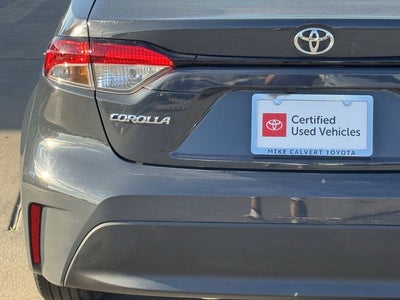 COROLLA
Certified
Used Vehicles
MIKE CALVERT TOYOTA